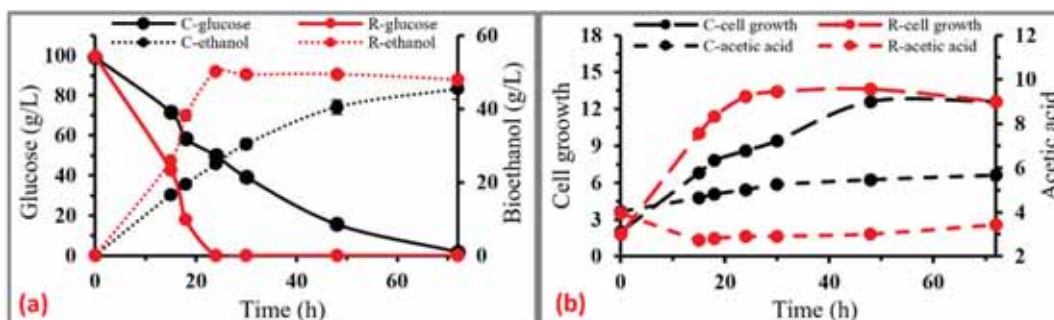 C-glucose R-glucose
C-ethanol R-ethanol
100
80
60
40
20
0
Glucose (g/L)
60
40
20
0
Bioethanol (g/L)
0 20 40 60
Time (h)
(a)
C-cell growth R-cell growth
C-acetic acid R-acetic acid
18
15
12
9
6
3
0
Cell groowth
12
10
8
6
4
2
Acetic acid
0 20 40 60
Time (h)
(b)